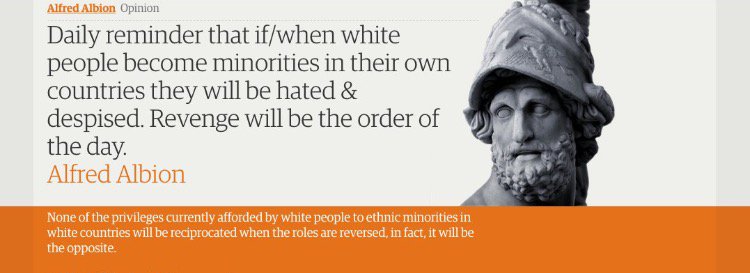 Alfred Albion Opinion
Daily reminder that if/when white
people become minorities in their own
countries they will be hated &
despised. Revenge will be the order of
the day.
Alfred Albion
None of the privileges currently afforded by white people to ethnic minorities in
white countries will be reciprocated when the roles are reversed, in fact, it will be
the opposite.